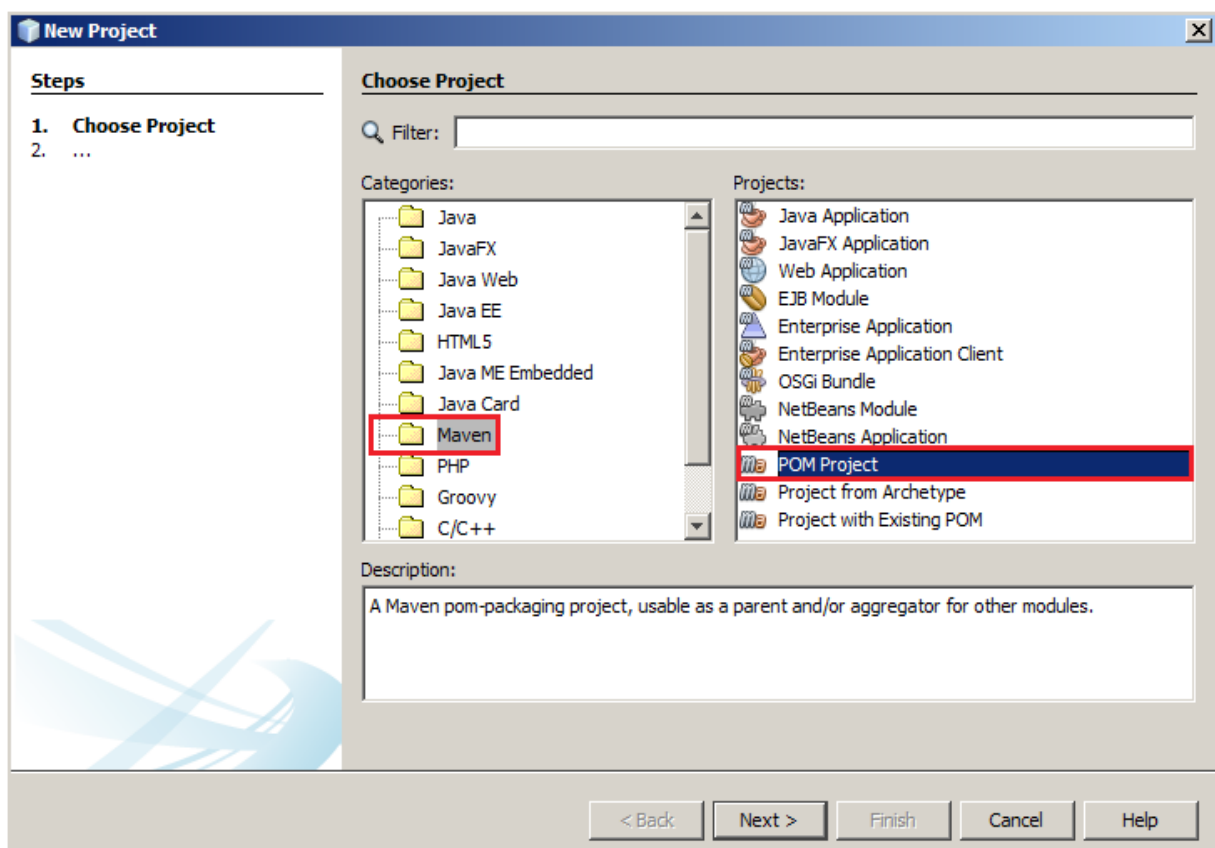 New Project
Steps
1. Choose Project
2. ...
Choose Project
Filter:
Categories:
Java
JavaFX
Java Web
Java EE
HTML5
Java ME Embedded
Java Card
Maven
PHP
Groovy
C/C++
Projects:
Java Application
JavaFX Application
Web Application
EJB Module
Enterprise Application
Enterprise Application Client
OSGi Bundle
NetBeans Module
NetBeans Application
POM Project
Project from Archetype
Project with Existing POM
Description:
A Maven pom-packaging project, usable as a parent and/or aggregator for other modules.
< Back Next > Finish Cancel Help